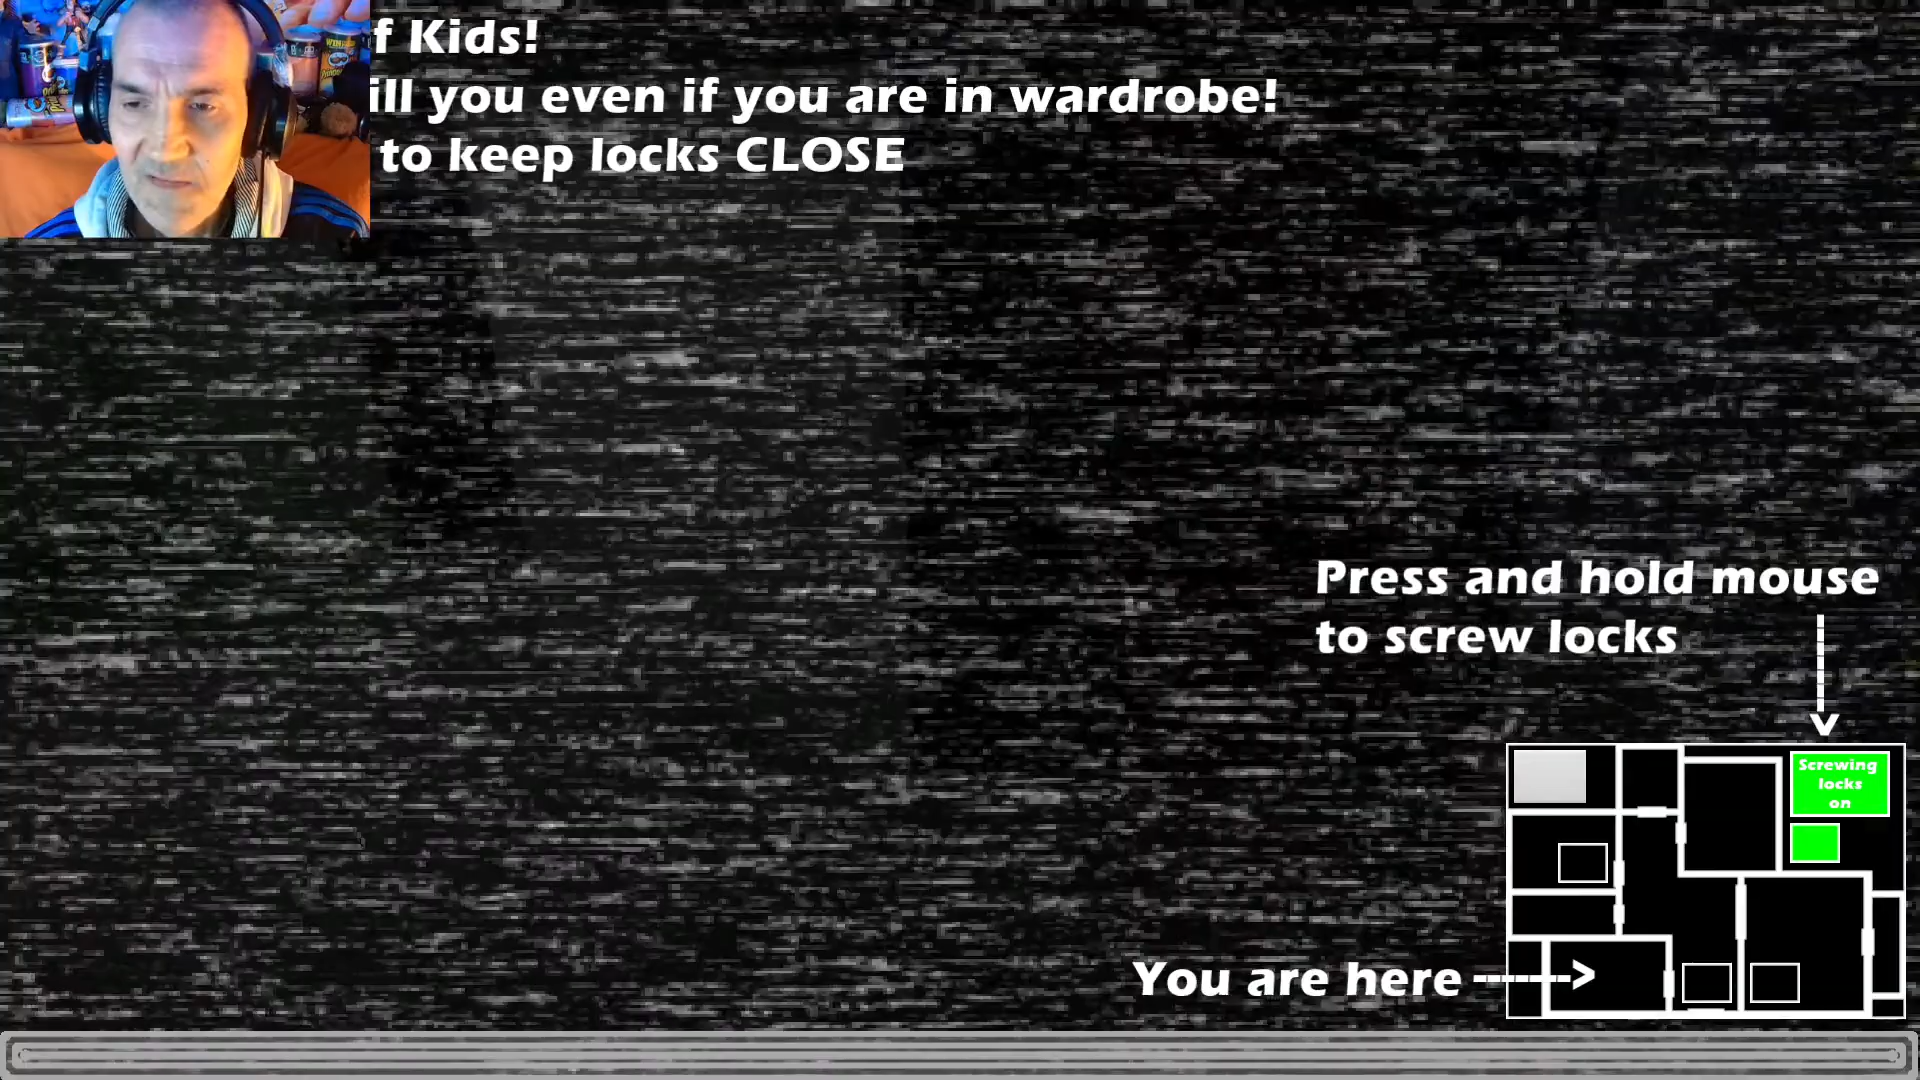 f Kids!
ill you even if you are in wardrobe!
to keep locks CLOSE
Press and hold mouse
to screw locks
Screwing
locks
on
You are here ------>